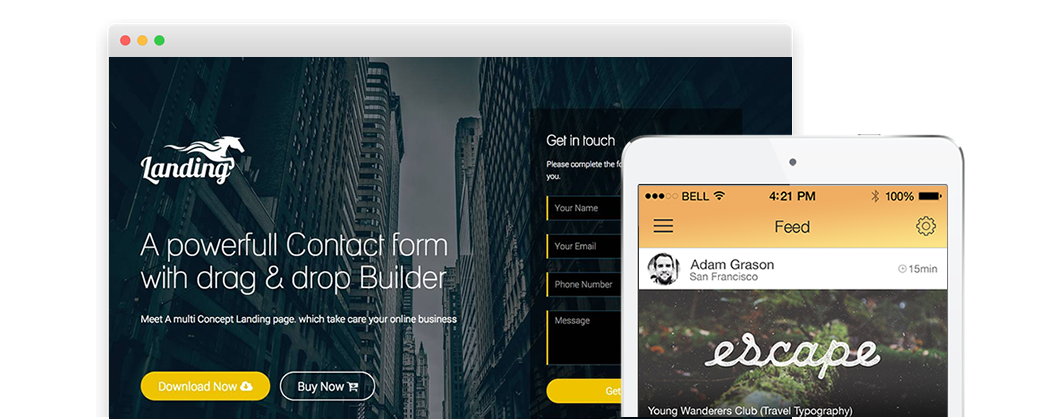 Landing
A powerfull Contact form
with drag & drop Builder
Meet A multi Concept Landing page. which take care your online business
Download Now
Buy Now
Get in touch
Please complete the
you.
Your Name
Your Email
Phone Number
Message
Get
BELL
4:21 PM
100%
Feed
Adam Grason
San Francisco
15min
escape
Young Wanderers Club (Travel Typography)